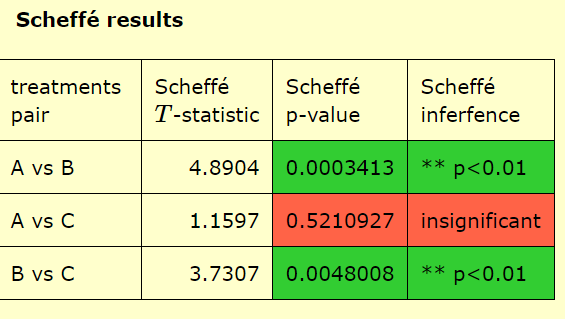 Scheffé results
treatments pair Scheffé T-statistic Scheffé p-value Scheffé inferfence
A vs B 4.8904 0.0003413 ** p<0.01
A vs C 1.1597 0.5210927 insignificant
B vs C 3.7307 0.0048008 ** p<0.01